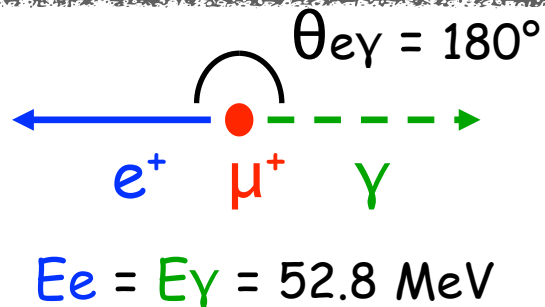 θeγ = 180°
e⁺ μ⁺ γ
Ee = Eγ = 52.8 MeV